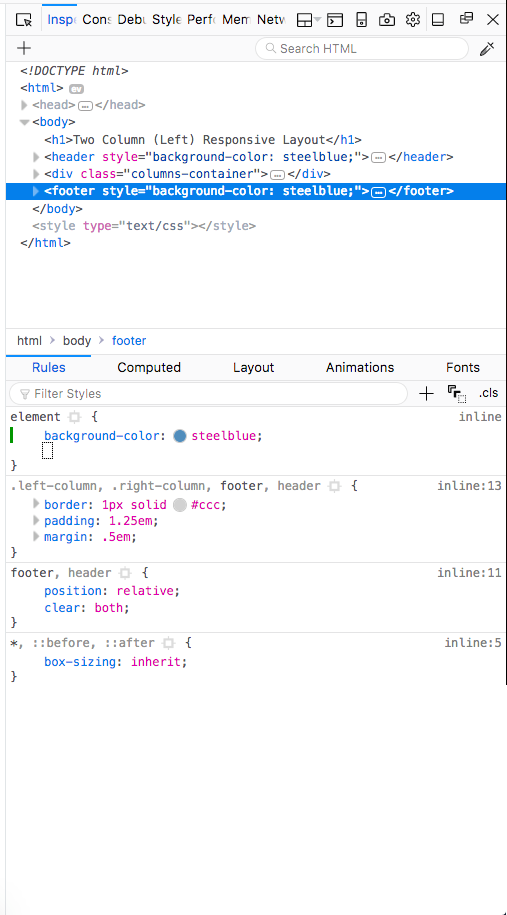 Inspe Cons Debu Style Perfo Mem Netw
+ Search HTML
<!DOCTYPE html>
<html> ev
<head>…</head>
<body>
<h1>Two Column (Left) Responsive Layout</h1>
<header style="background-color: steelblue;">…</header>
<div class="columns-container">…</div>
<footer style="background-color: steelblue;">…</footer>
</body>
<style type="text/css"></style>
</html>
html > body > footer
Rules Computed Layout Animations Fonts
Filter Styles + .cls
element { inline
background-color: steelblue;
}
.left-column, .right-column, footer, header { inline:13
border: 1px solid #ccc;
padding: 1.25em;
margin: .5em;
}
footer, header { inline:11
position: relative;
clear: both;
}
*, ::before, ::after { inline:5
box-sizing: inherit;
}